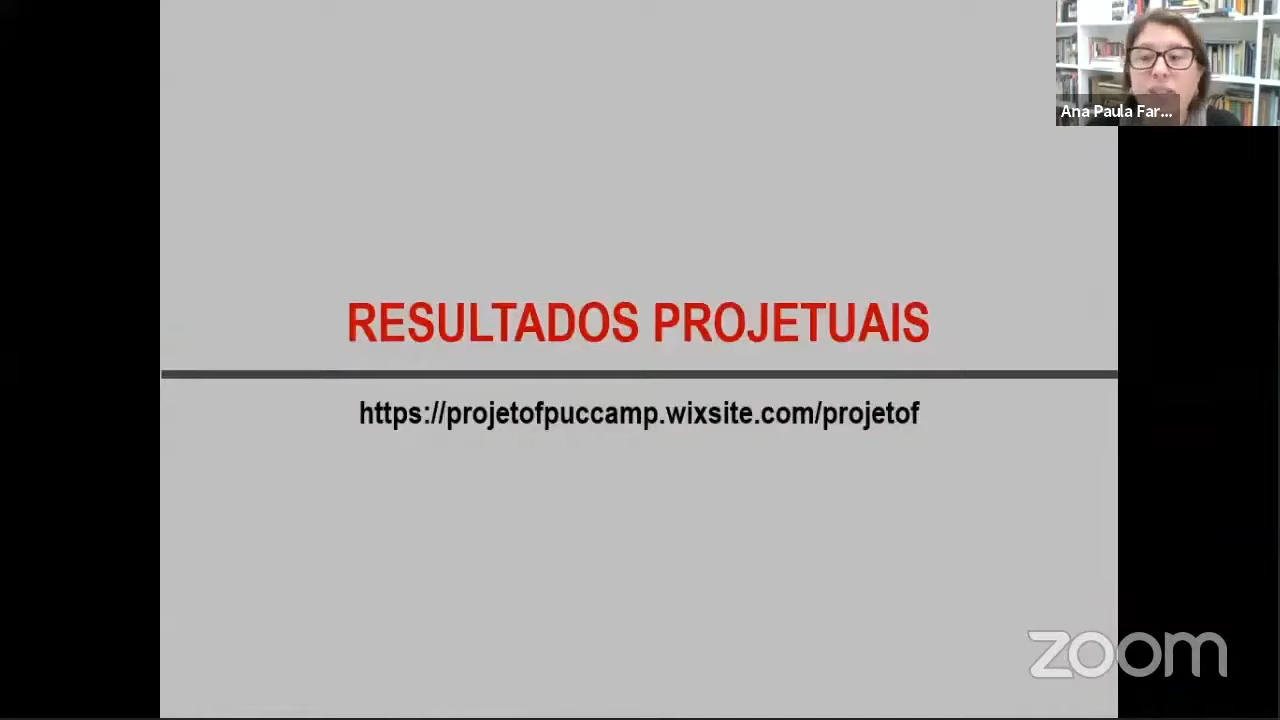 Ana Paula Far...
RESULTADOS PROJETUAIS
https://projetofpuccamp.wixsite.com/projetof
zoom